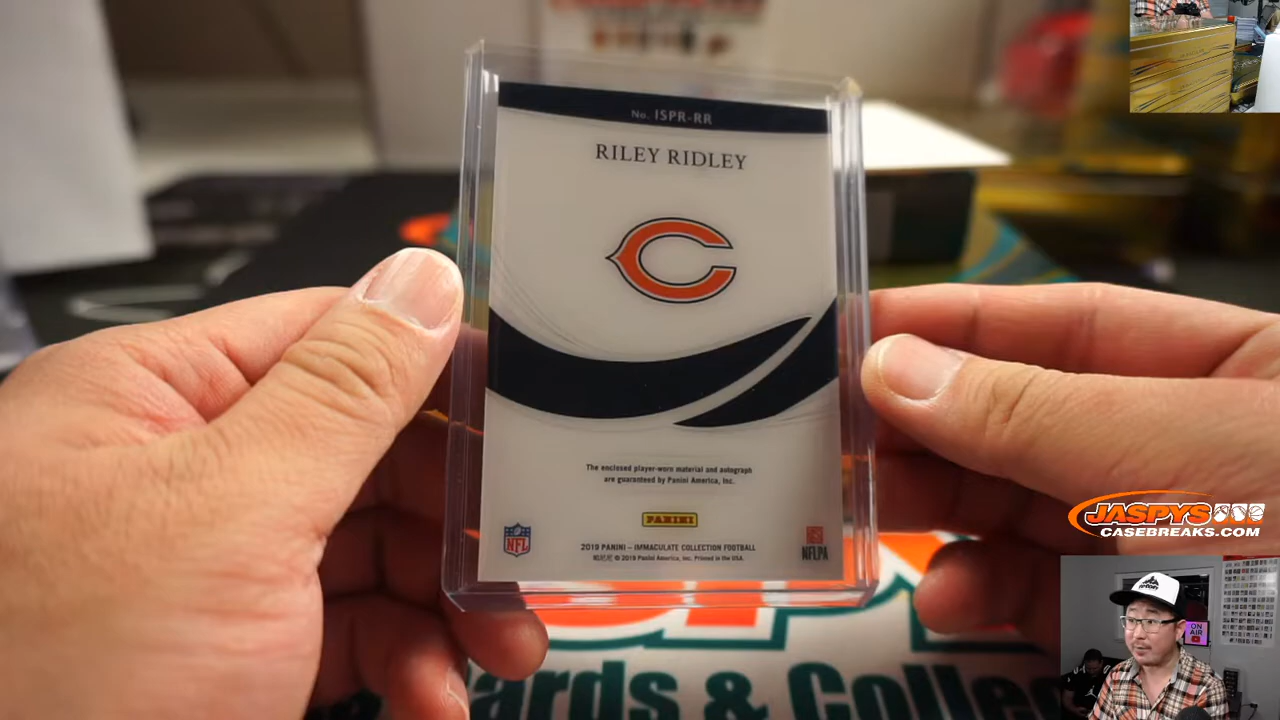 No. ISPR-RR
RILEY RIDLEY
The enclosed player-worn material and autograph
are guaranteed by Panini America, Inc.
PANINI
NFL
NFLPA
2019 PANINI – IMMACULATE COLLECTION FOOTBALL
© 2019 Panini America, Inc. Printed in the USA.
JASPYS
CASEBREAKS.COM
ON
AIR
ards & Collec